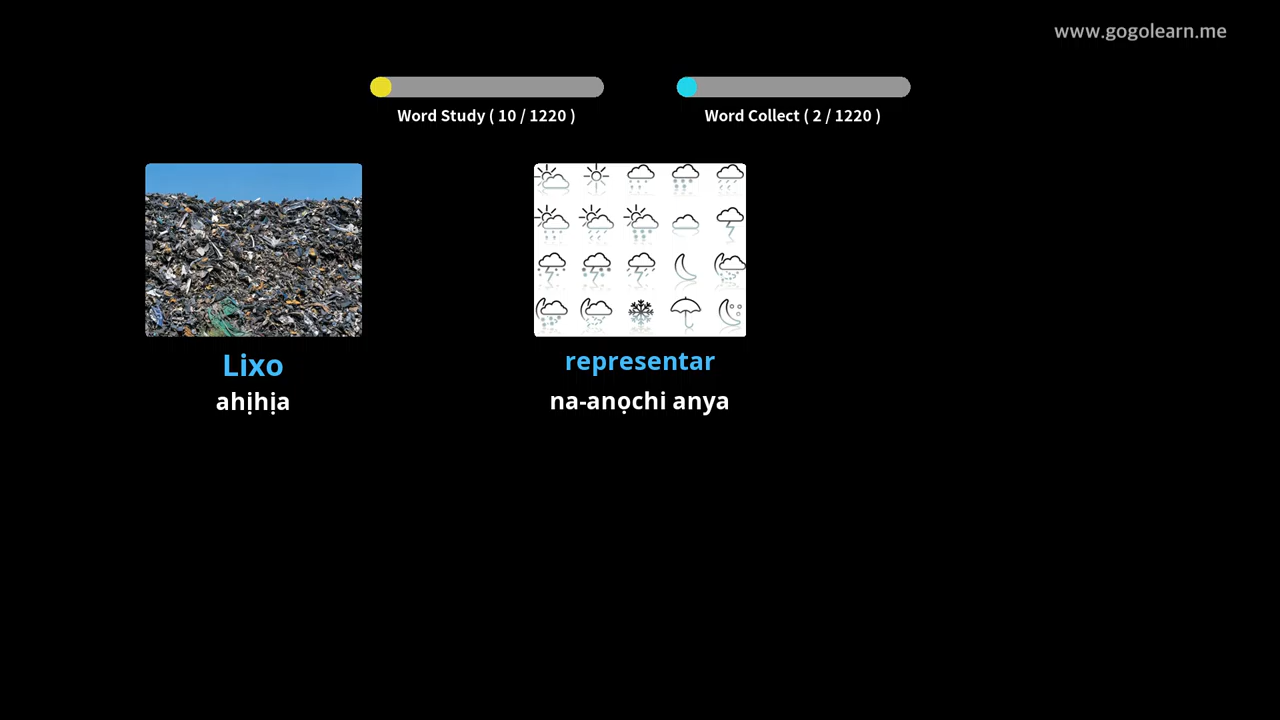 www.gogolearn.me
Word Study ( 10 / 1220 )
Word Collect ( 2 / 1220 )
Lixo
ahịhịa
representar
na-anọchi anya